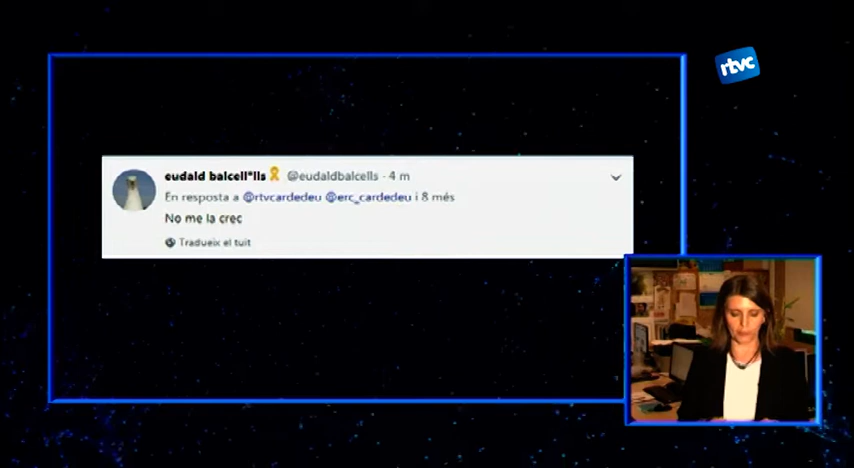 rtvc
eudald balcell*lls @eudaldbalcells · 4 m
En resposta a @rtvcardedeu @erc_cardedeu i 8 més
No me la crec
Tradueix el tuit